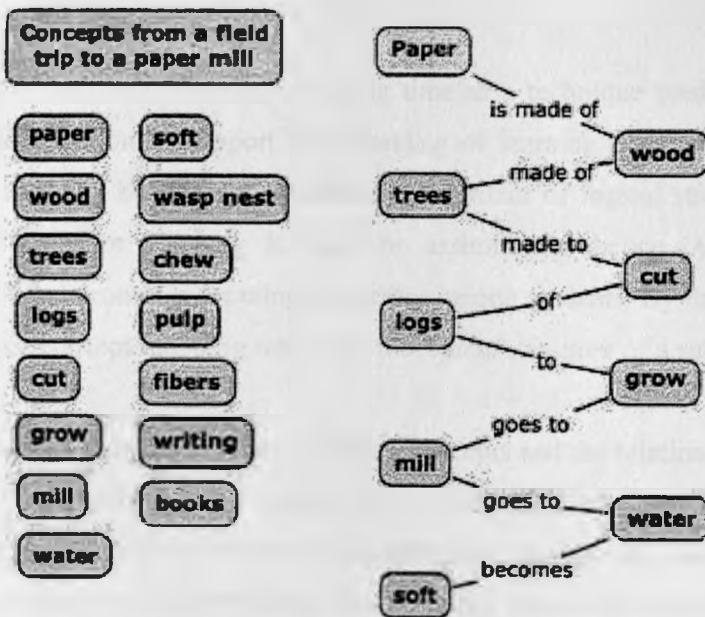 Concepts from a field
trip to a paper mill
paper
soft
wood
wasp nest
trees
chew
logs
pulp
cut
fibers
grow
writing
mill
books
water
Paper
is made of
wood
made of
trees
made to
cut
of
logs
to
grow
goes to
mill
goes to
water
becomes
soft